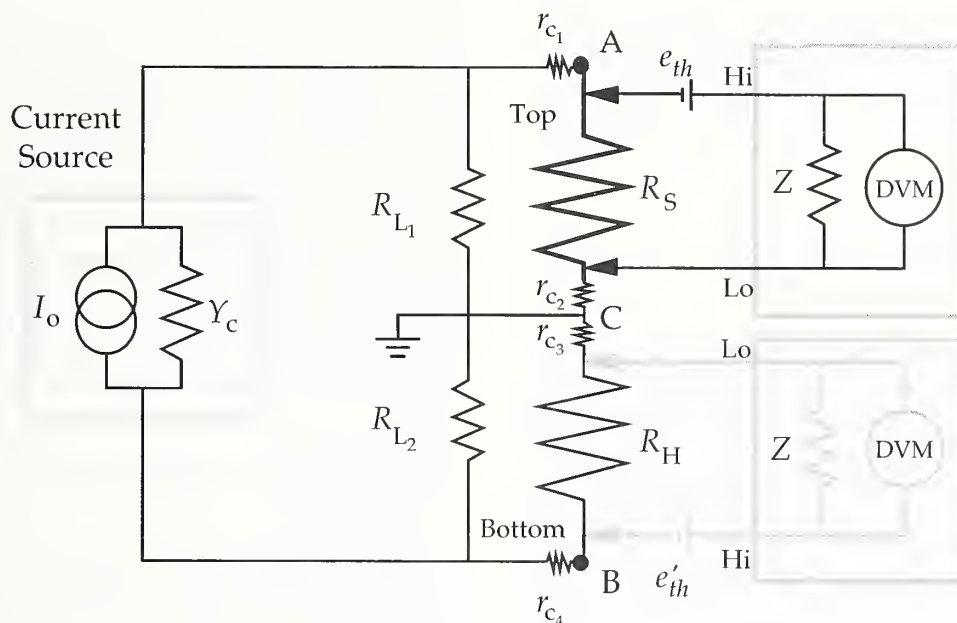 r_c1
A
e_th
Hi
Current
Source
Top
R_L1
R_S
Z
DVM
I_o
Y_c
r_c2
Lo
C
r_c3
Lo
R_L2
R_H
Z
DVM
Bottom
Hi
B
e'_th
r_c4